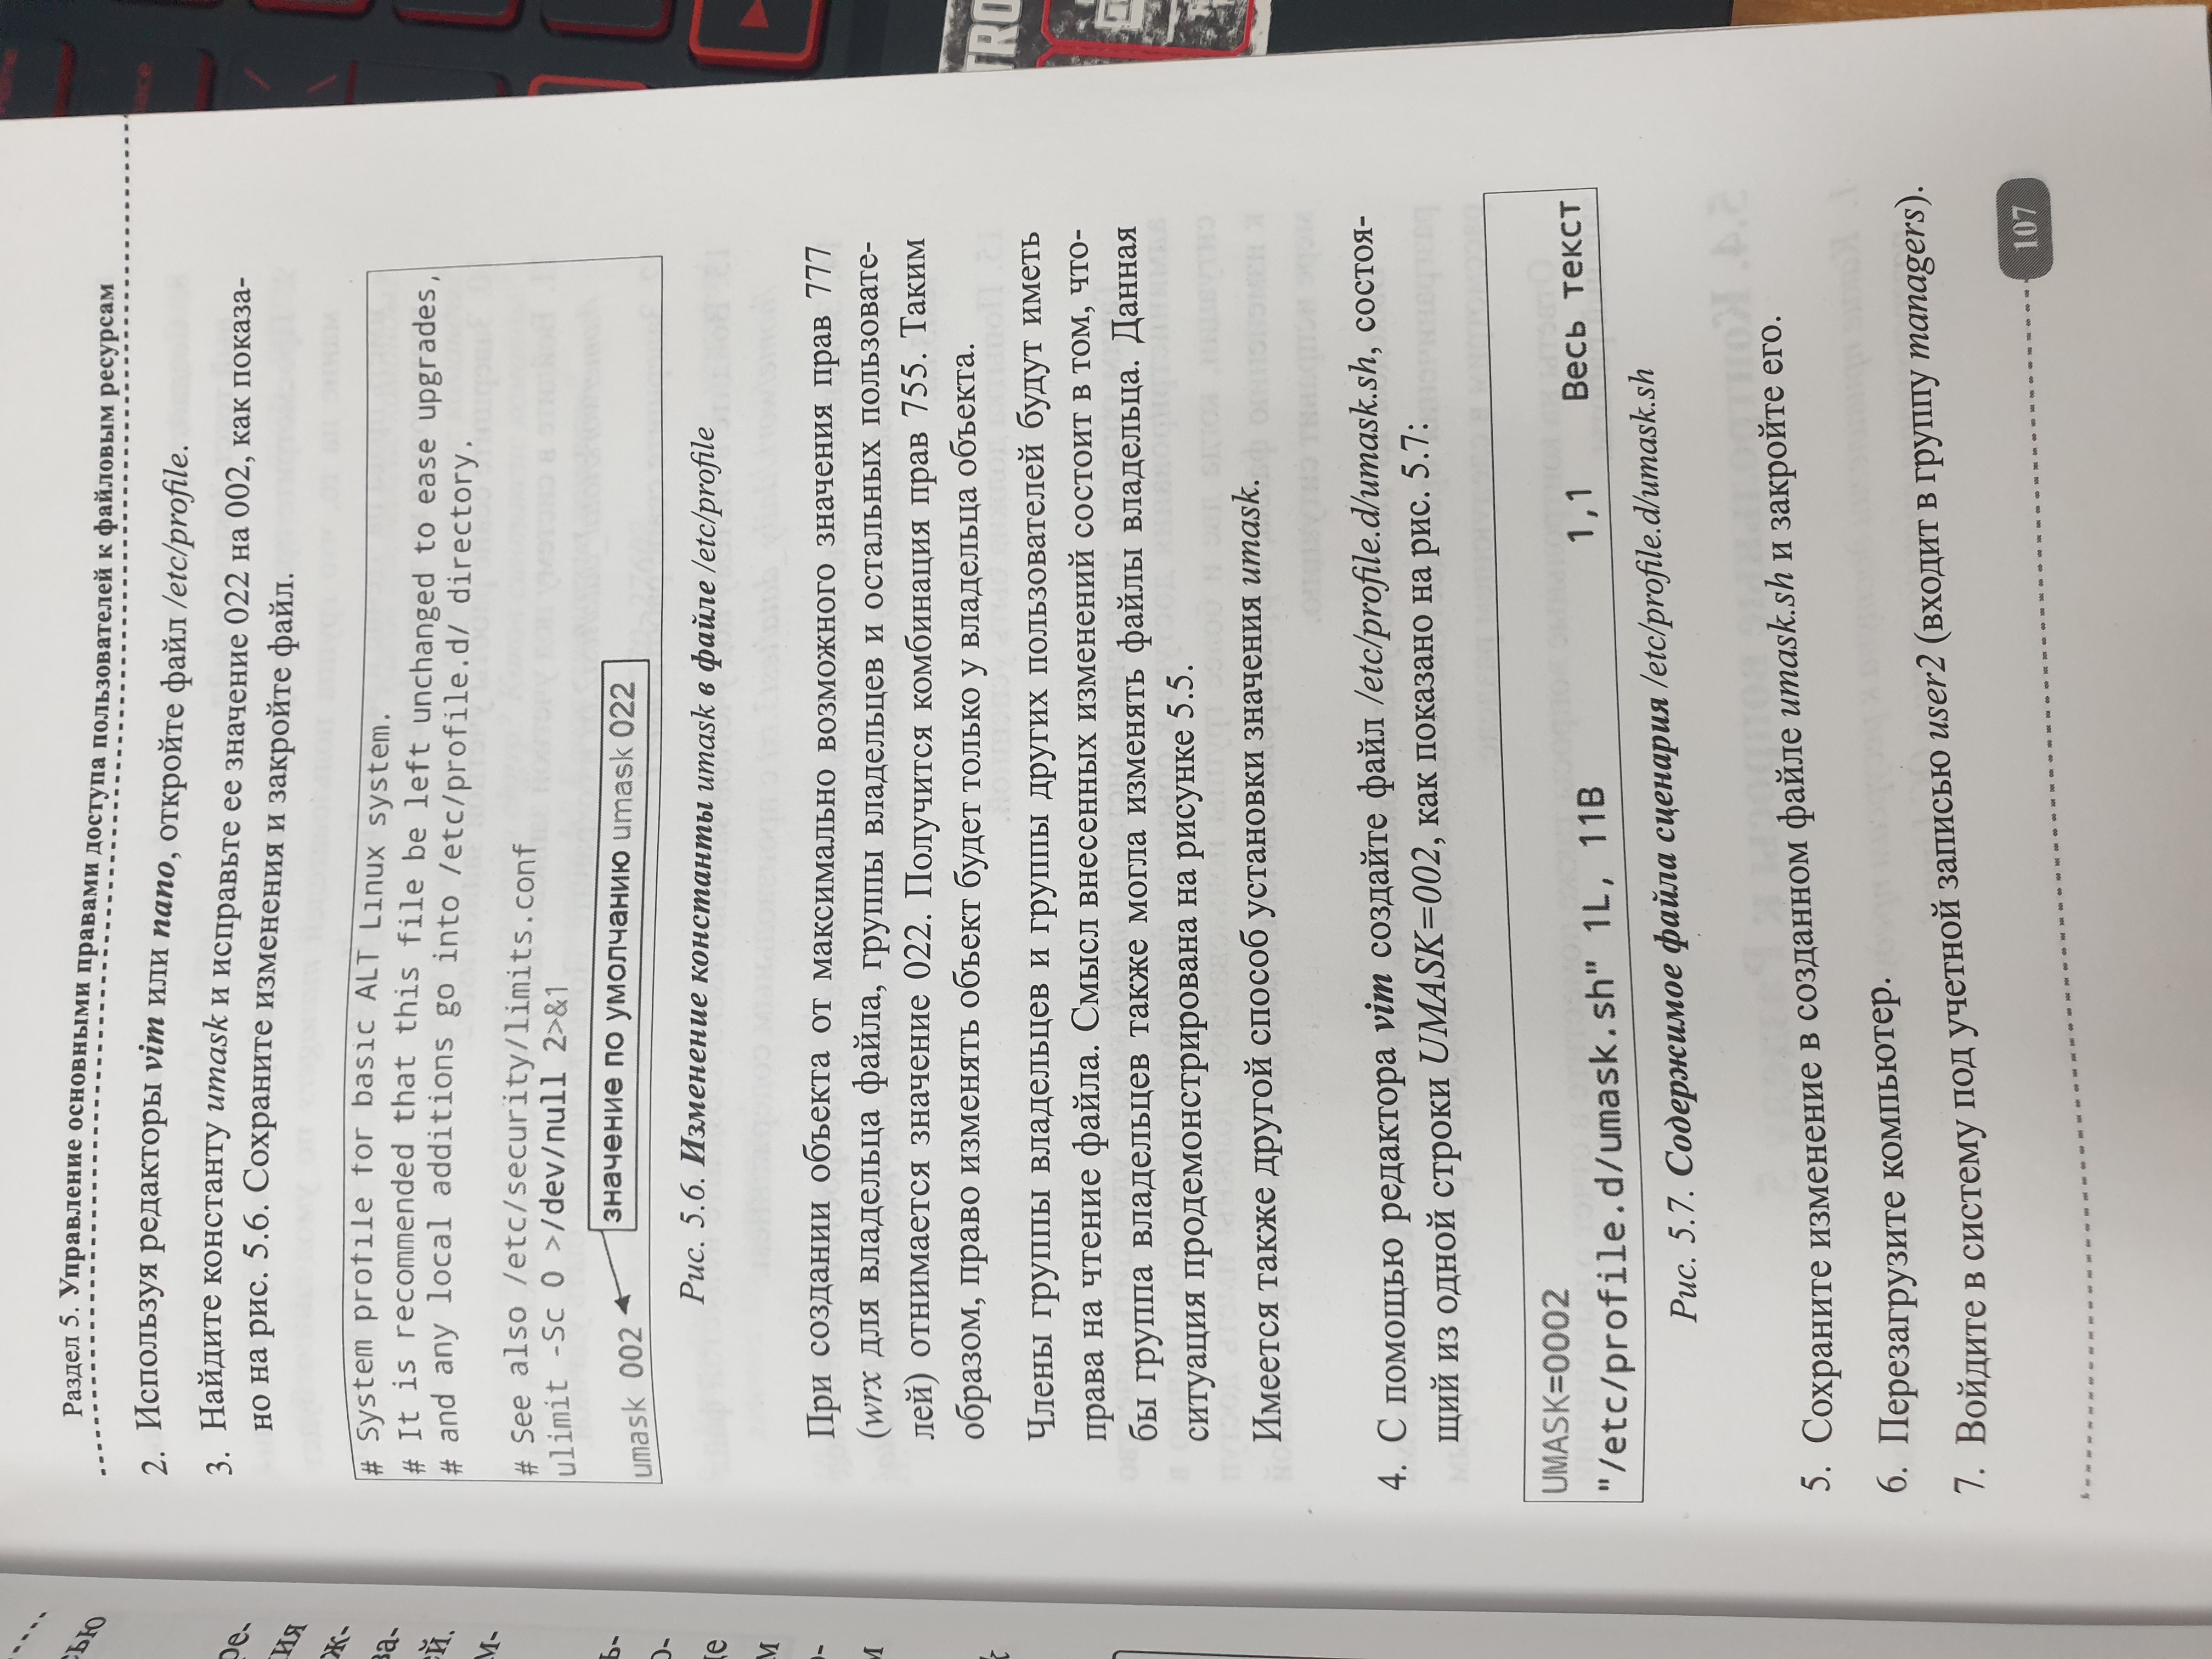 Раздел 5. Управление основными правами доступа пользователей к файловым ресурсам
2. Используя редакторы vim или nano, откройте файл /etc/profile.
3. Найдите константу umask и исправьте ее значение 022 на 002, как показа-
но на рис. 5.6. Сохраните изменения и закройте файл.
# System profile for basic ALT Linux system.
# It is recommended that this file be left unchanged to ease upgrades,
# and any local additions go into /etc/profile.d/ directory.
# See also /etc/security/limits.conf
ulimit -Sc 0 >/dev/null 2>&1
значение по умолчанию umask 022
umask 002
Рис. 5.6. Изменение константы umask в файле /etc/profile
При создании объекта от максимально возможного значения прав 777
(wrx для владельца файла, группы владельцев и остальных пользовате-
лей) отнимается значение 022. Получится комбинация прав 755. Таким
образом, право изменять объект будет только у владельца объекта.
Члены группы владельцев и группы других пользователей будут иметь
права на чтение файла. Смысл внесенных изменений состоит в том, что-
бы группа владельцев также могла изменять файлы владельца. Данная
ситуация продемонстрирована на рисунке 5.5.
Имеется также другой способ установки значения umask.
4. С помощью редактора vim создайте файл /etc/profile.d/umask.sh, состоя-
щий из одной строки UMASK=002, как показано на рис. 5.7:
UMASK=0002
"/etc/profile.d/umask.sh" 1L, 11B 1,1 Весь текст
Рис. 5.7. Содержимое файла сценария /etc/profile.d/umask.sh
5. Сохраните изменение в созданном файле umask.sh и закройте его.
6. Перезагрузите компьютер.
7. Войдите в систему под учетной записью user2 (входит в группу managers).
107